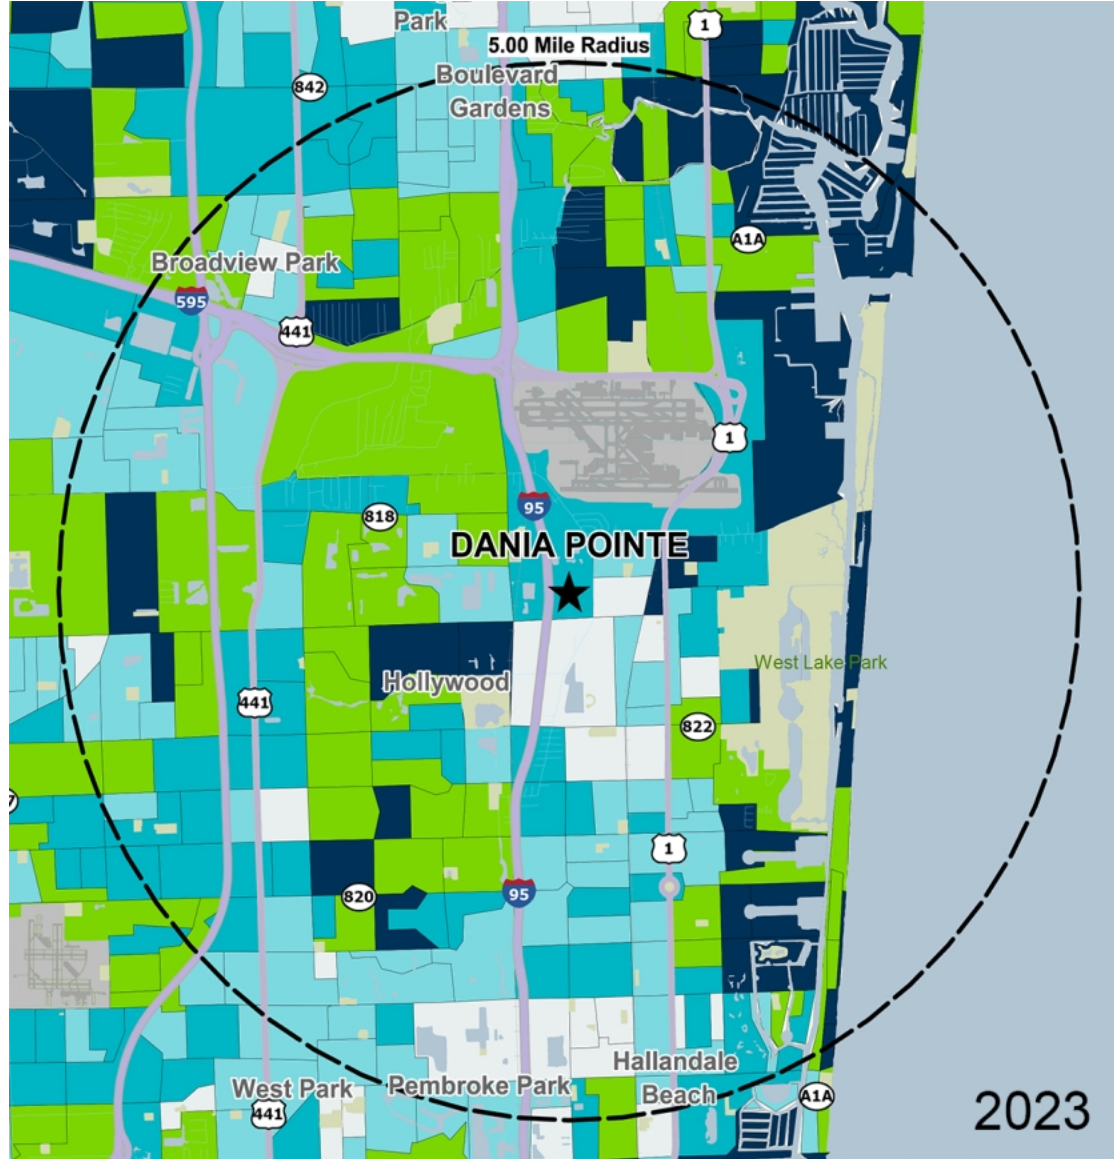 Park
1
5.00 Mile Radius
Boulevard
Gardens
842
A1A
Broadview Park
595
441
1
95
818
DANIA POINTE
West Lake Park
Hollywood
441
822
7
1
820
95
Hallandale
Beach
West Park
Pembroke Park
441
A1A
2023